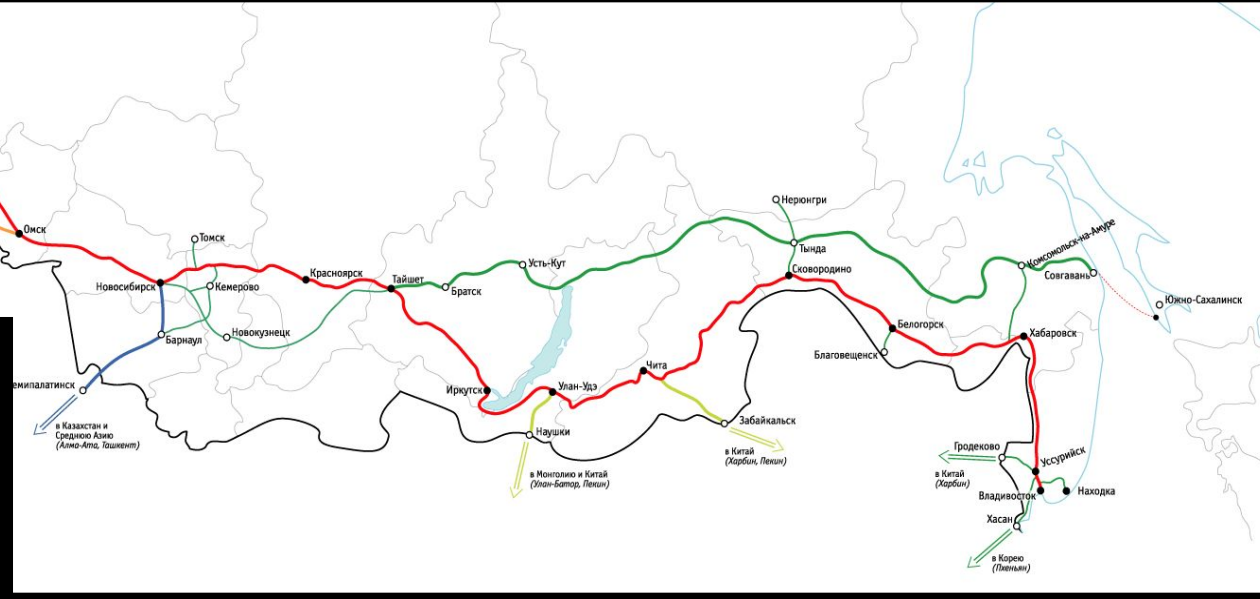 Омск
Томск
Новосибирск
Кемерово
Красноярск
Тайшет
Братск
Усть-Кут
Нерюнгри
Тында
Сковородино
Комсомольск-на-Амуре
Совгавань
Южно-Сахалинск
Барнаул
Новокузнецк
Белогорск
Хабаровск
Благовещенск
емипалатинск
Иркутск
Улан-Удэ
Чита
в Казахстан и
Среднюю Азию
(Алма-Ата, Ташкент)
Наушки
Забайкальск
в Монголию и Китай
(Улан-Батор, Пекин)
в Китай
(Харбин, Пекин)
Гродеково
Уссурийск
в Китай
(Харбин)
Владивосток
Находка
Хасан
в Корею
(Пхеньян)